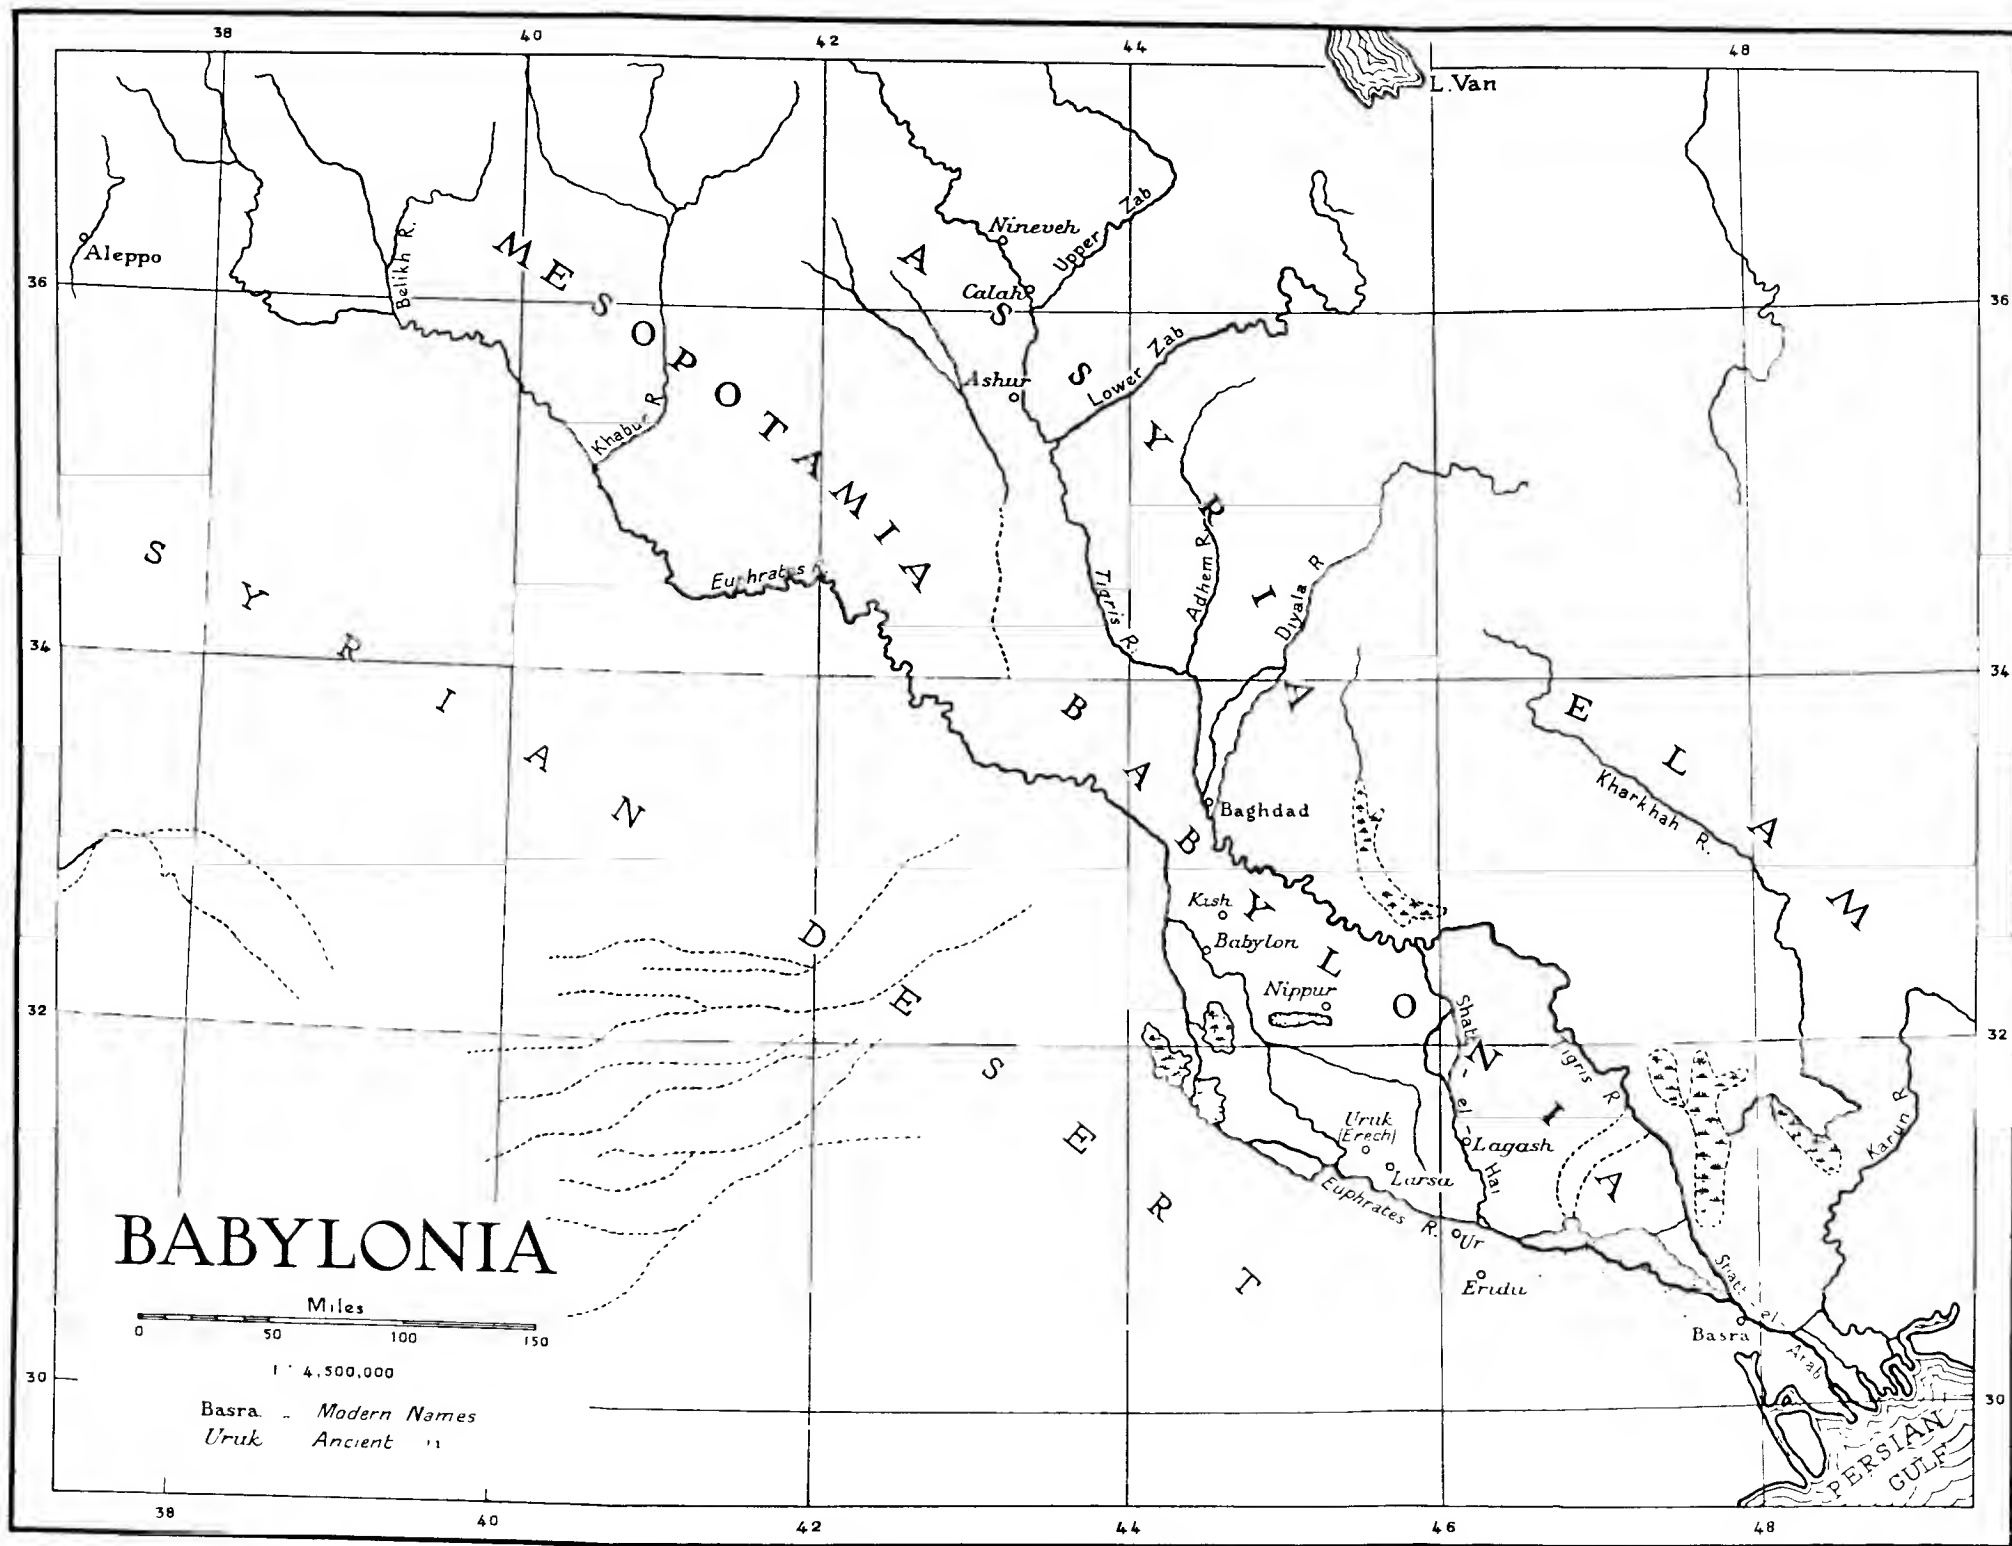 38 40 42 44 48
L. Van
Aleppo
Belikh R.
MESOPOTAMIA
Nineveh
Upper Zab
Calah
ASSYRIA
36 36
Ashur
Lower Zab
Khabur R.
Euphrates
Tigris R.
Adhem R.
Diyala R
34 34
SYRIAN DESERT
ELAM
Kharkhah R.
BABYLONIA
Baghdad
Kish
Babylon
Nippur
Shatt-el-Hai
Tigris R
32 32
Uruk
(Erech)
Larsa
Lagash
Karun R
Euphrates R.
Ur
Eridu
Shatt-el-Arab
Basra
PERSIAN
GULF
BABYLONIA
Miles
0 50 100 150
1 : 4,500,000
30 30
Basra .. Modern Names
Uruk Ancient "
38 40 42 44 46 48